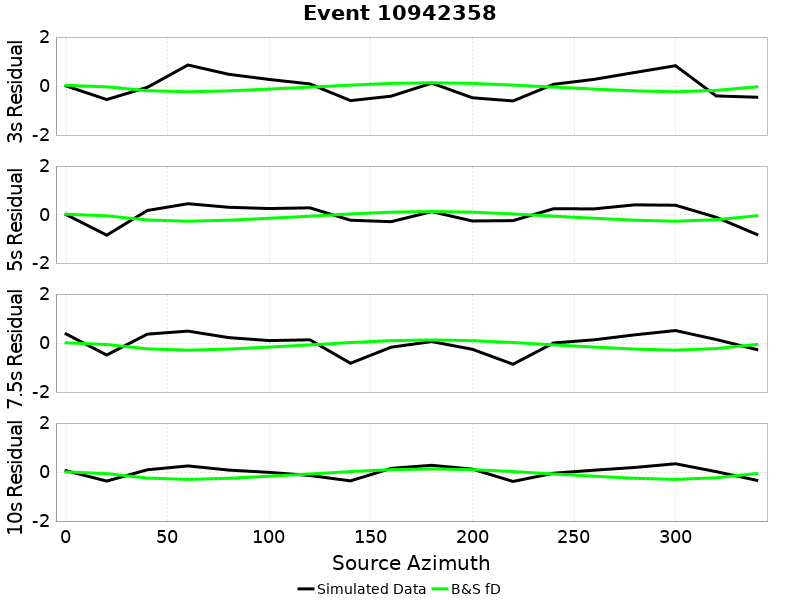 Event 10942358
3s Residual
2
0
-2
5s Residual
2
0
-2
7.5s Residual
2
0
-2
10s Residual
2
0
-2
0 50 100 150 200 250 300
Source Azimuth
Simulated Data B&S fD